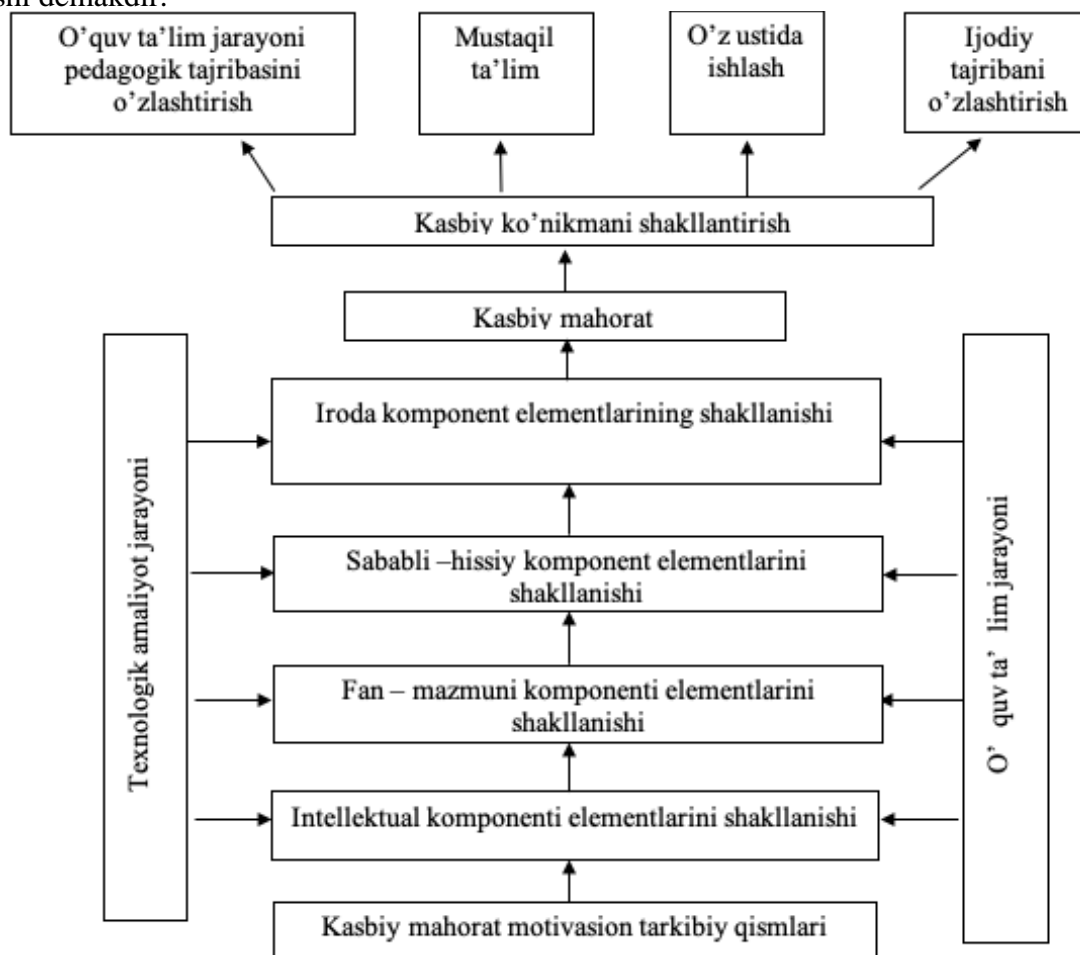 O’quv ta’lim jarayoni
pedagogik tajribasini
o’zlashtirish
Mustaqil
ta’lim
O’z ustida
ishlash
Ijodiy
tajribani
o’zlashtirish
Kasbiy ko’nikmani shakllantirish
Kasbiy mahorat
Texnologik amaliyot jarayoni
Iroda komponent elementlarining shakllanishi
Sababli –hissiy komponent elementlarini
shakllanishi
Fan – mazmuni komponenti elementlarini
shakllanishi
Intellektual komponenti elementlarini shakllanishi
Kasbiy mahorat motivasion tarkibiy qismlari
O’ quv ta’ lim jarayoni